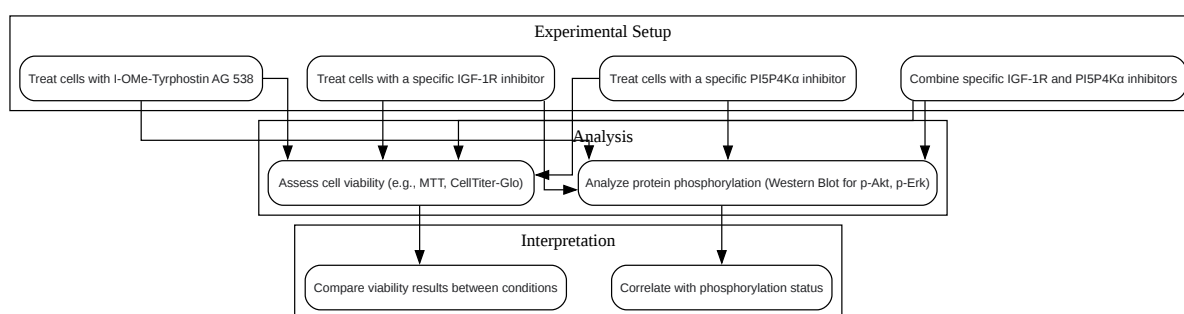 Experimental Setup
Treat cells with I-OMe-Tyrphostin AG 538
Treat cells with a specific IGF-1R inhibitor
Treat cells with a specific PI5P4Kα inhibitor
Combine specific IGF-1R and PI5P4Kα inhibitors
Analysis
Assess cell viability (e.g., MTT, CellTiter-Glo)
Analyze protein phosphorylation (Western Blot for p-Akt, p-Erk)
Interpretation
Compare viability results between conditions
Correlate with phosphorylation status